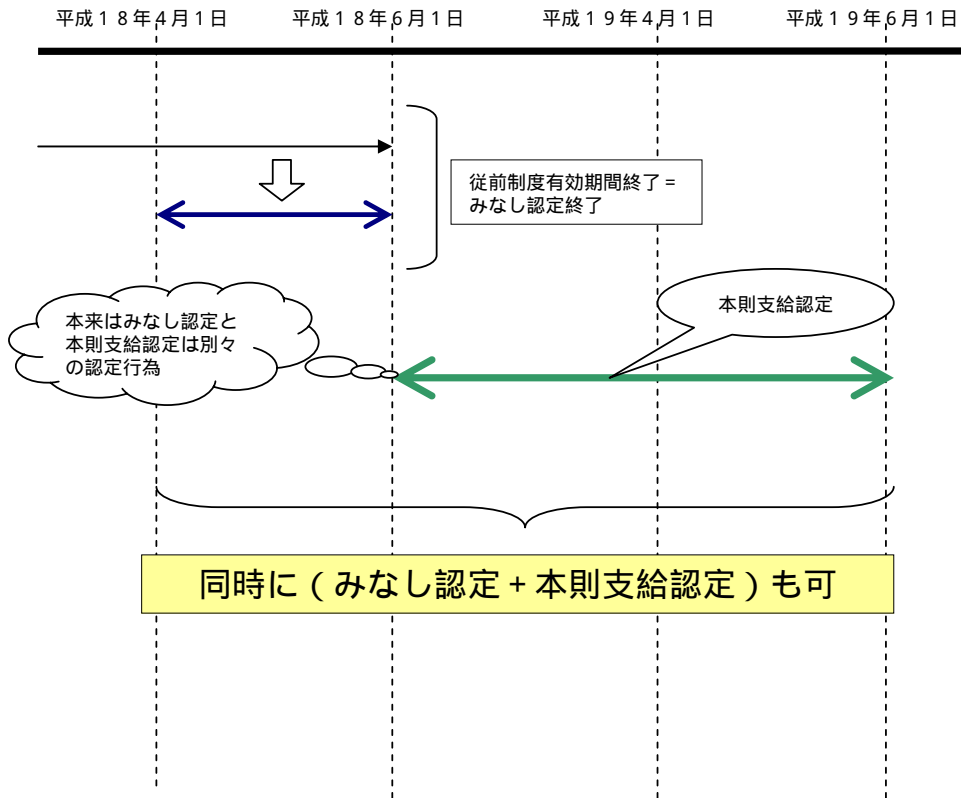 平成１８年４月１日 平成１８年６月１日 平成１９年４月１日 平成１９年６月１日
従前制度有効期間終了＝
みなし認定終了
本則支給認定
本来はみなし認定と
本則支給認定は別々
の認定行為
同時に（みなし認定＋本則支給認定）も可